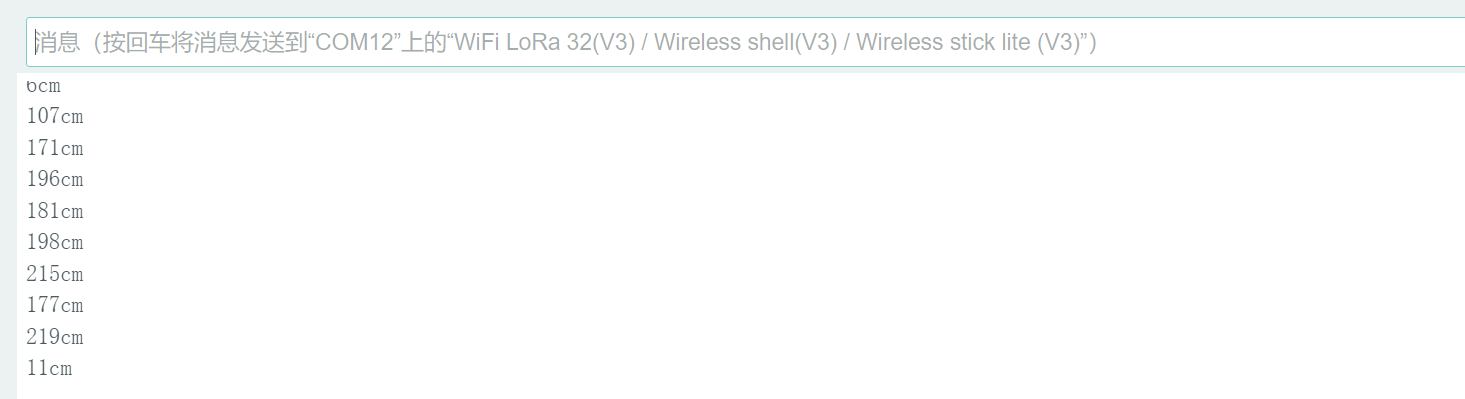 消息（按回车将消息发送到“COM12”上的“WiFi LoRa 32(V3) / Wireless shell(V3) / Wireless stick lite (V3)”）
6cm
107cm
171cm
196cm
181cm
198cm
215cm
177cm
219cm
11cm